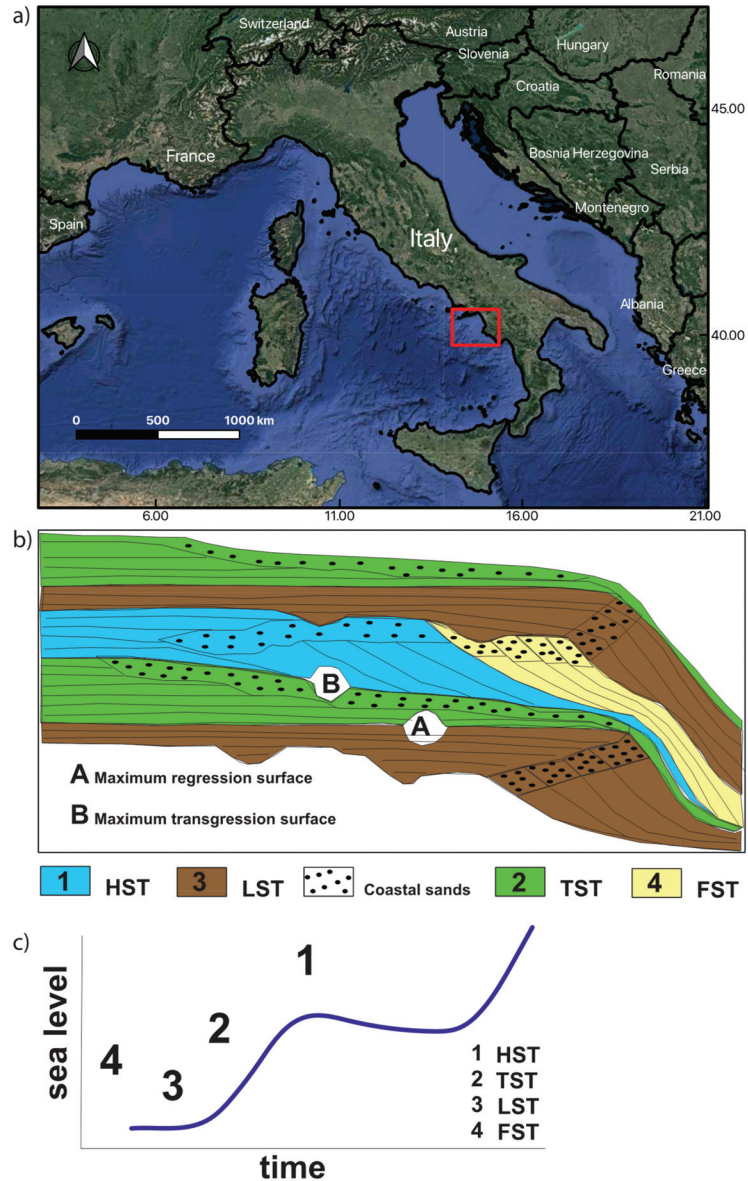 a)
Switzerland
Austria
Slovenia
Hungary
Romania
Croatia
45.00
France
Bosnia Herzegovina
Serbia
Spain
Montenegro
Italy
Albania
40.00
Greece
0 500 1000 km
6.00 11.00 16.00 21.00
b)
B
A
A Maximum regression surface
B Maximum transgression surface
1 HST 3 LST Coastal sands 2 TST 4 FST
c)
sea level
1
2
4
3
1 HST
2 TST
3 LST
4 FST
time